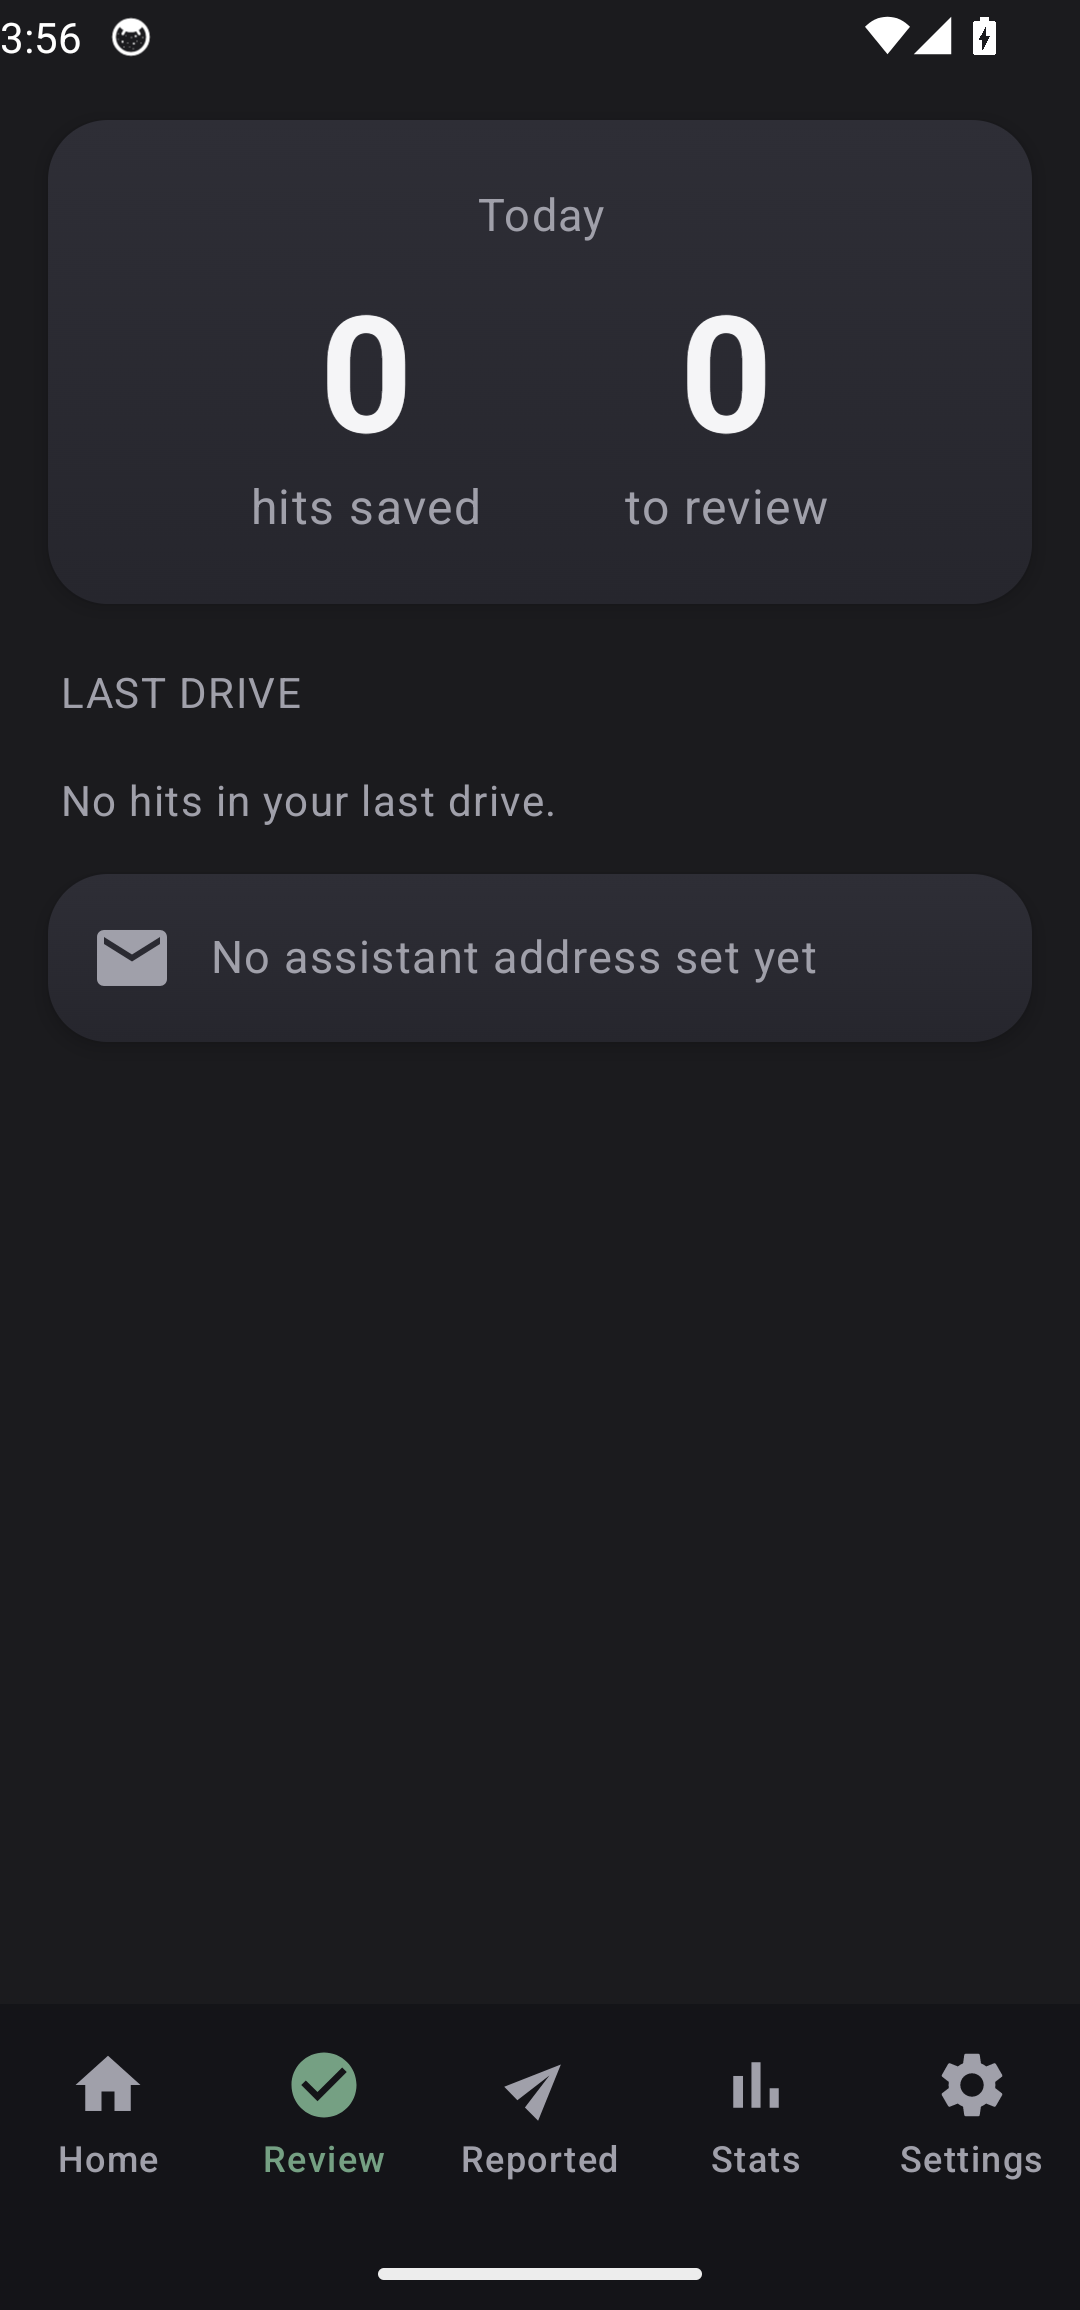 3:56
Today
0 0
hits saved to review
LAST DRIVE
No hits in your last drive.
No assistant address set yet
Home Review Reported Stats Settings